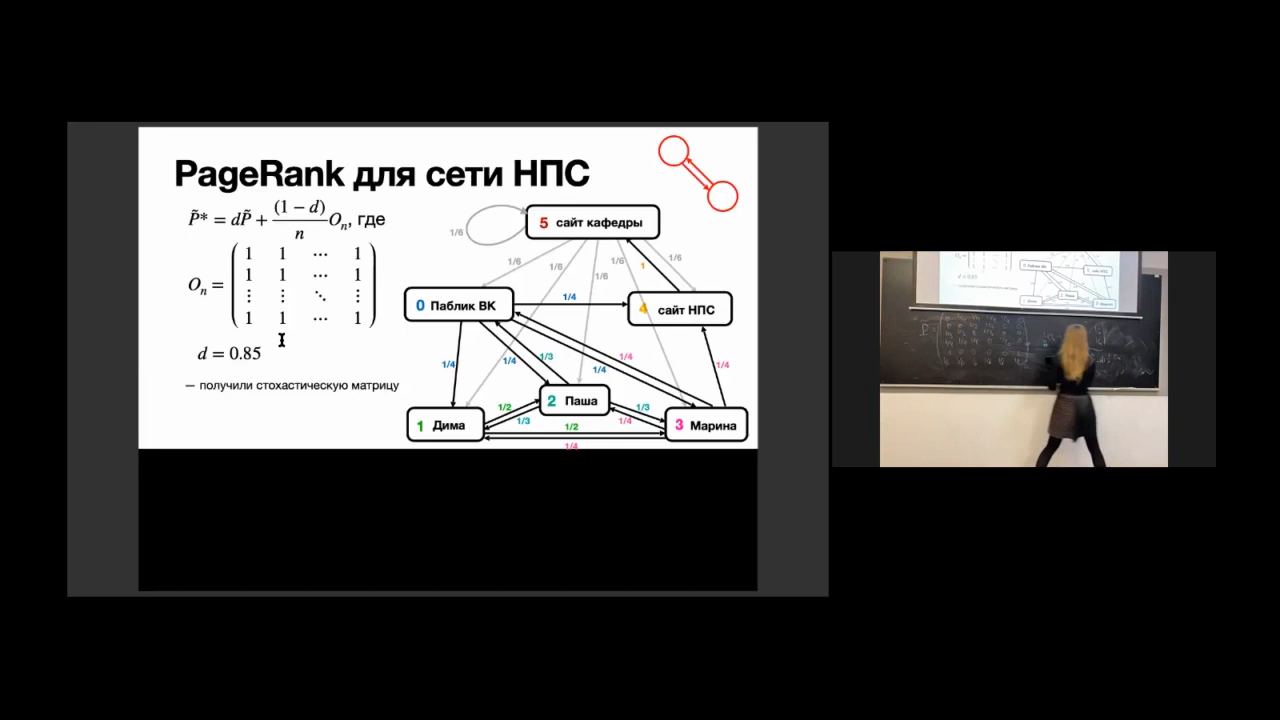 PageRank для сети НПС
P̃* = dP̃ + (1 − d)/n Oₙ, где
Oₙ = ( 1 1 ⋯ 1
1 1 ⋯ 1
⋮ ⋮ ⋱ ⋮
1 1 ⋯ 1 )
d = 0.85
— получили стохастическую матрицу
5 сайт кафедры
1/6
1/6
1/6
1/6
1/6
1
1/6
0 Паблик ВК
1/4
4 сайт НПС
1/4
1/4
1/3
1/4
1/4
1/4
2 Паша
1/2
1/3
1/3
1/4
1 Дима
1/2
3 Марина
1/4